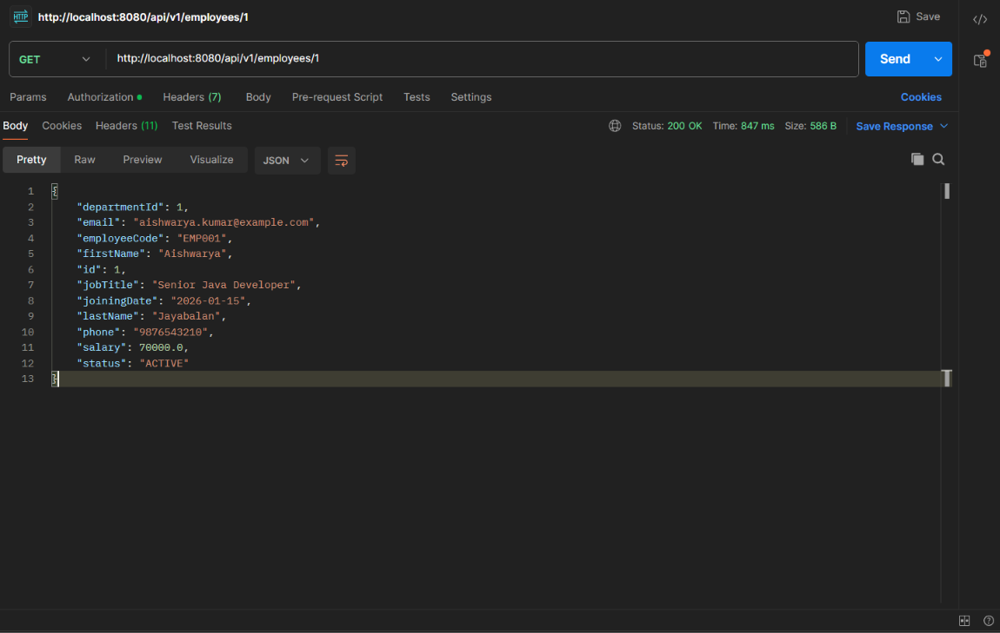 HTTP http://localhost:8080/api/v1/employees/1 Save
GET http://localhost:8080/api/v1/employees/1 Send
Params Authorization Headers (7) Body Pre-request Script Tests Settings Cookies
Body Cookies Headers (11) Test Results Status: 200 OK Time: 847 ms Size: 586 B Save Response
Pretty Raw Preview Visualize JSON
1 {
2 "departmentId": 1,
3 "email": "aishwarya.kumar@example.com",
4 "employeeCode": "EMP001",
5 "firstName": "Aishwarya",
6 "id": 1,
7 "jobTitle": "Senior Java Developer",
8 "joiningDate": "2026-01-15",
9 "lastName": "Jayabalan",
10 "phone": "9876543210",
11 "salary": 70000.0,
12 "status": "ACTIVE"
13 }